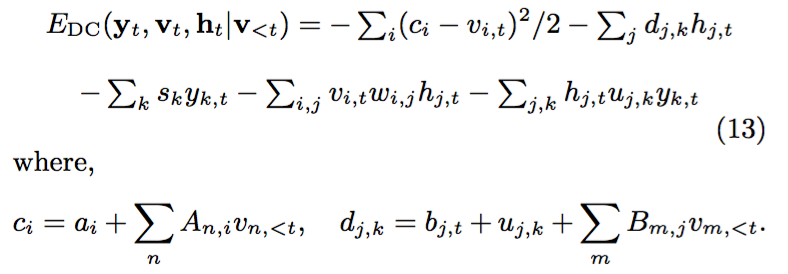 E_DC(y_t, v_t, h_t|v_{<t}) = −∑_i(c_i − v_{i,t})²/2 − ∑_j d_{j,k}h_{j,t}
− ∑_k s_k y_{k,t} − ∑_{i,j} v_{i,t}w_{i,j}h_{j,t} − ∑_{j,k} h_{j,t}u_{j,k}y_{k,t}
(13)
where,
c_i = a_i + ∑_n A_{n,i}v_{n,<t}, d_{j,k} = b_{j,t} + u_{j,k} + ∑_m B_{m,j}v_{m,<t}.